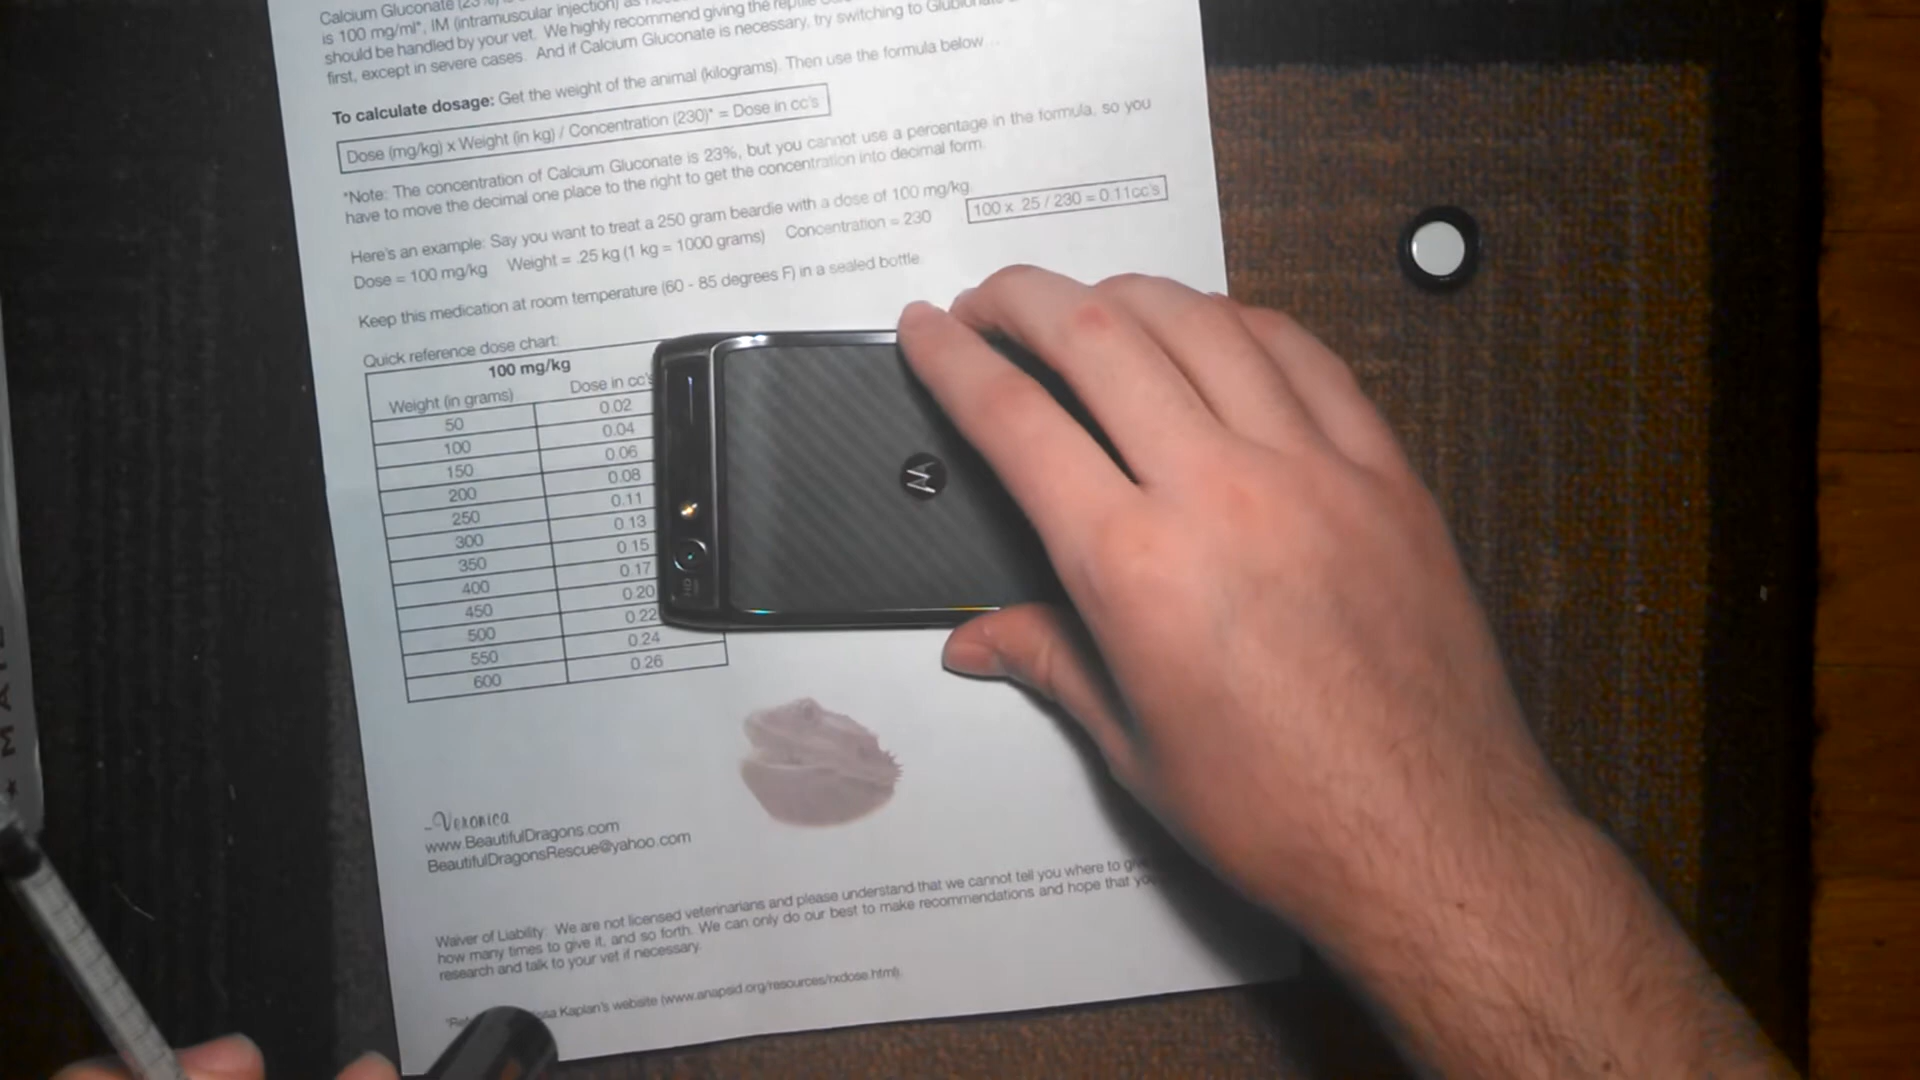 Calcium Gluconate (23%)
is 100 mg/ml*, IM (intramuscular injection) as
should be handled by your vet. We highly recommend giving the reptile
first, except in severe cases. And if Calcium Gluconate is necessary, try switching to Glubionate
To calculate dosage: Get the weight of the animal (kilograms). Then use the formula below...
Dose (mg/kg) x Weight (in kg) / Concentration (230)* = Dose in cc's
*Note: The concentration of Calcium Gluconate is 23%, but you cannot use a percentage in the formula, so you
have to move the decimal one place to the right to get the concentration into decimal form.
Here's an example: Say you want to treat a 250 gram beardie with a dose of 100 mg/kg.
Dose = 100 mg/kg Weight = .25 kg (1 kg = 1000 grams) Concentration = 230 100 x .25 / 230 = 0.11cc's
Keep this medication at room temperature (60 - 85 degrees F) in a sealed bottle.
Quick reference dose chart:
100 mg/kg
Weight (in grams) Dose in cc's
50 0.02
100 0.04
150 0.06
200 0.08
250 0.11
300 0.13
350 0.15
400 0.17
450 0.20
500 0.22
550 0.24
600 0.26
HD
~Veronica
www.BeautifulDragons.com
BeautifulDragonsRescue@yahoo.com
Waiver of Liability: We are not licensed veterinarians and please understand that we cannot tell you where to
how many times to give it, and so forth. We can only do our best to make recommendations and hope that
research and talk to your vet if necessary.
Kaplan's website (www.anapsid.org/resources/rxdose.html).